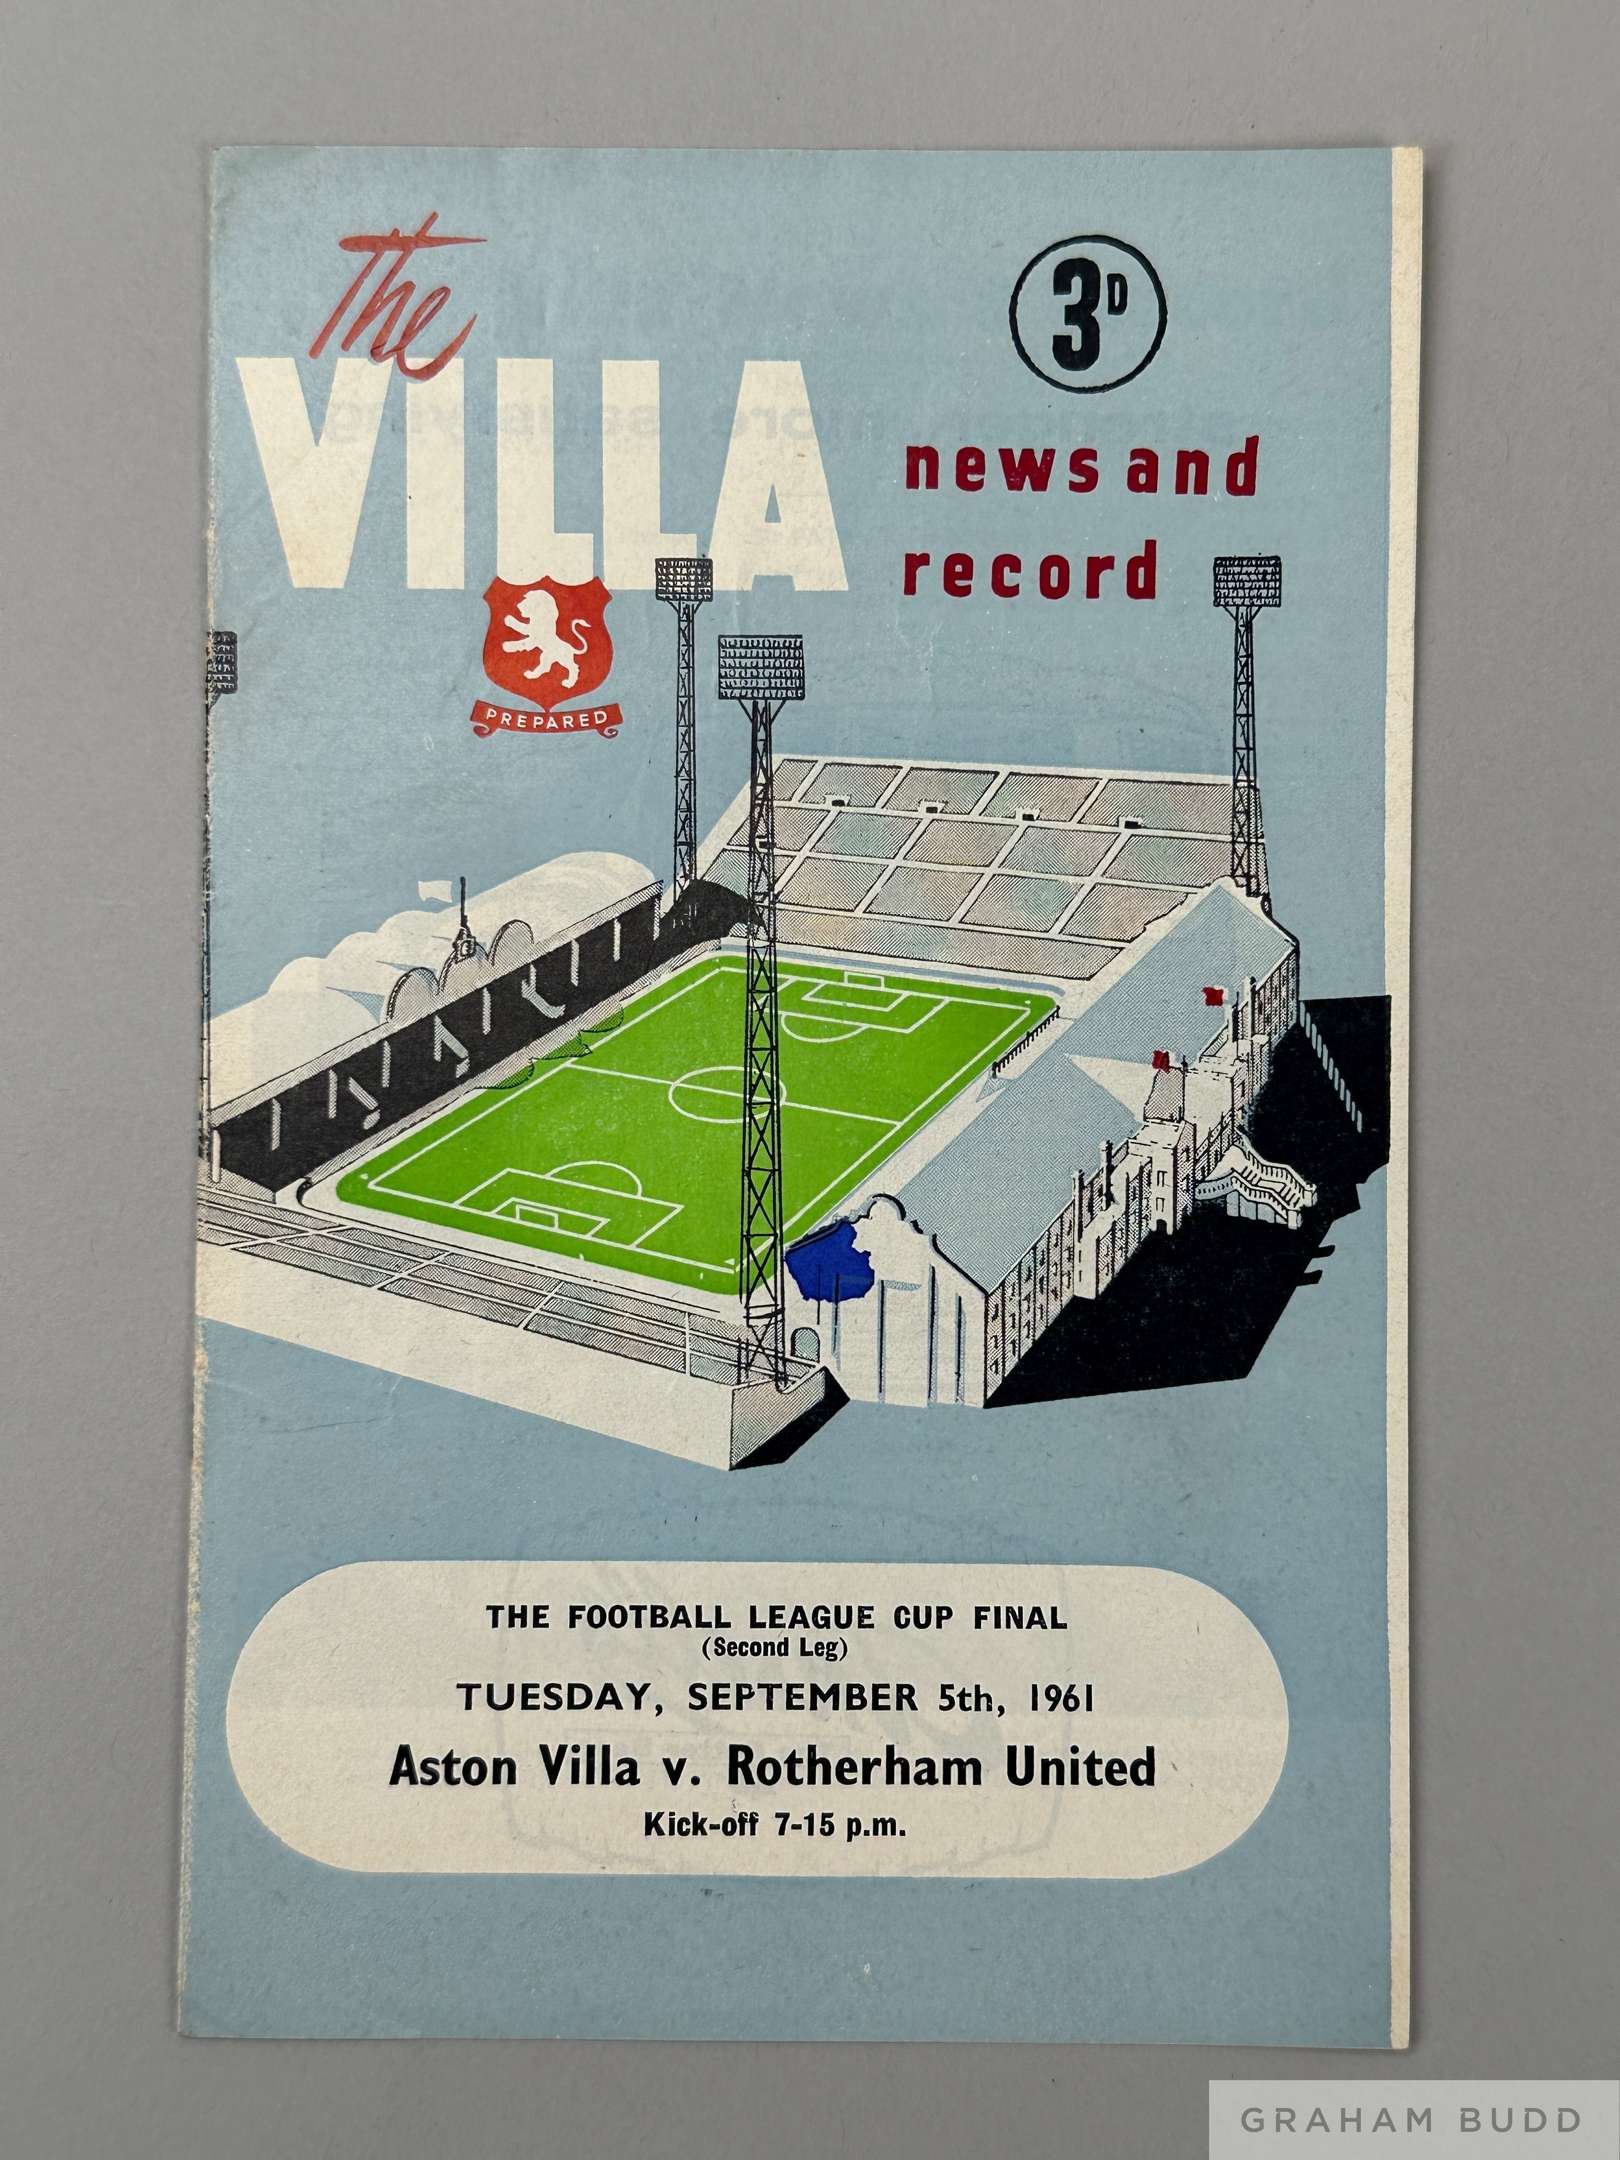 The
VILLA
3D
news and
record
PREPARED
THE FOOTBALL LEAGUE CUP FINAL
(Second Leg)
TUESDAY, SEPTEMBER 5th, 1961
Aston Villa v. Rotherham United
Kick-off 7-15 p.m.
GRAHAM BUDD